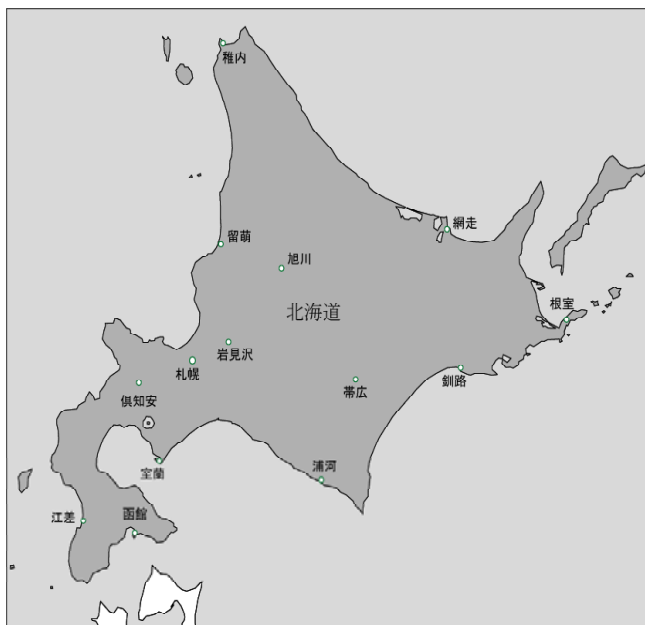 稚内
留萌
旭川
網走
北海道
根室
岩見沢
札幌
倶知安
帯広
釧路
室蘭
浦河
江差
函館